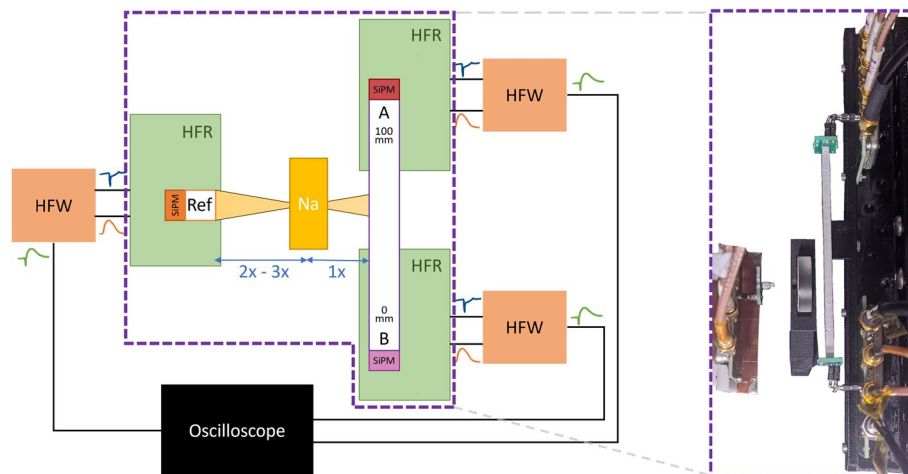 HFR
SiPM
A
100
mm
HFW
HFR
SiPM
Ref
Na
HFW
2x - 3x
1x
HFR
0
mm
B
SiPM
HFW
Oscilloscope